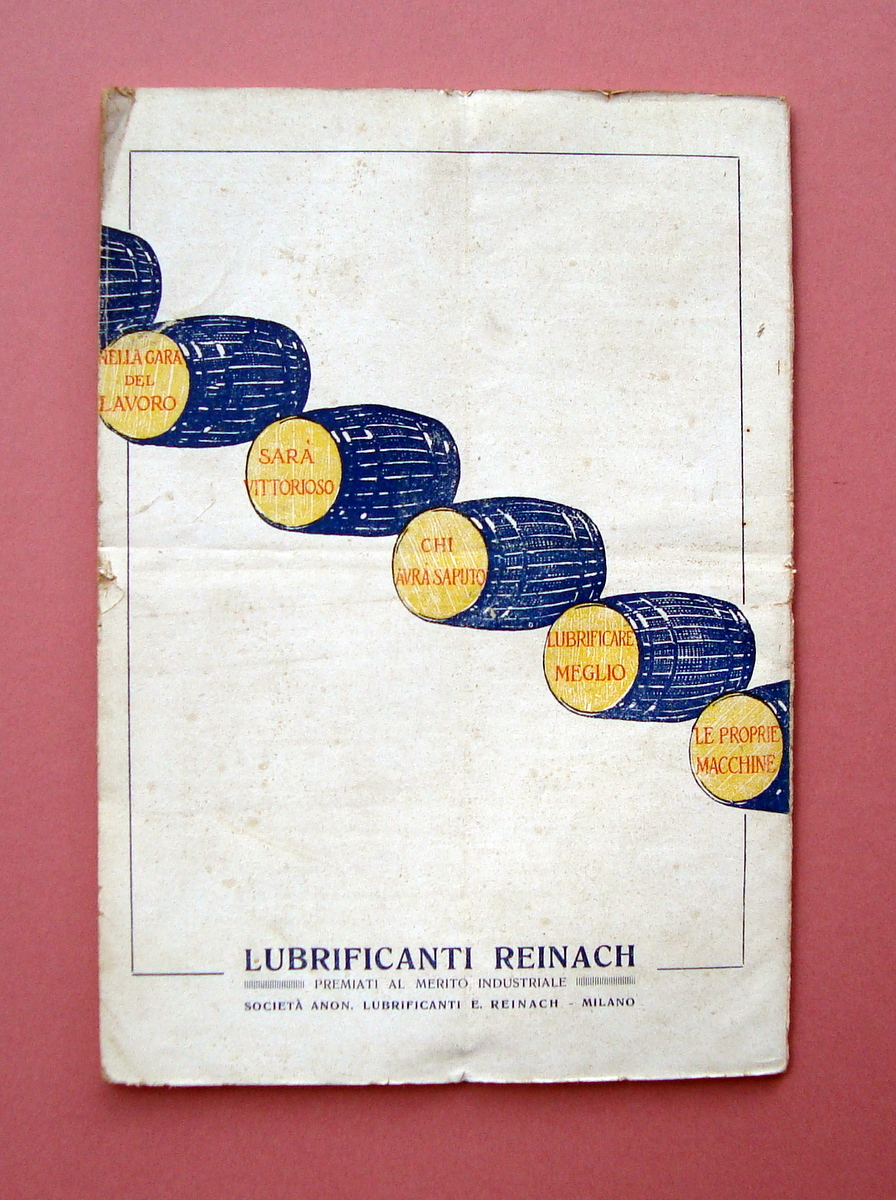 NELLA GARA
DEL
LAVORO
SARÀ
VITTORIOSO
CHI
AVRÀ SAPUTO
LUBRIFICARE
MEGLIO
LE PROPRIE
MACCHINE
LUBRIFICANTI REINACH
PREMIATI AL MERITO INDUSTRIALE
SOCIETÀ ANON. LUBRIFICANTI E. REINACH - MILANO